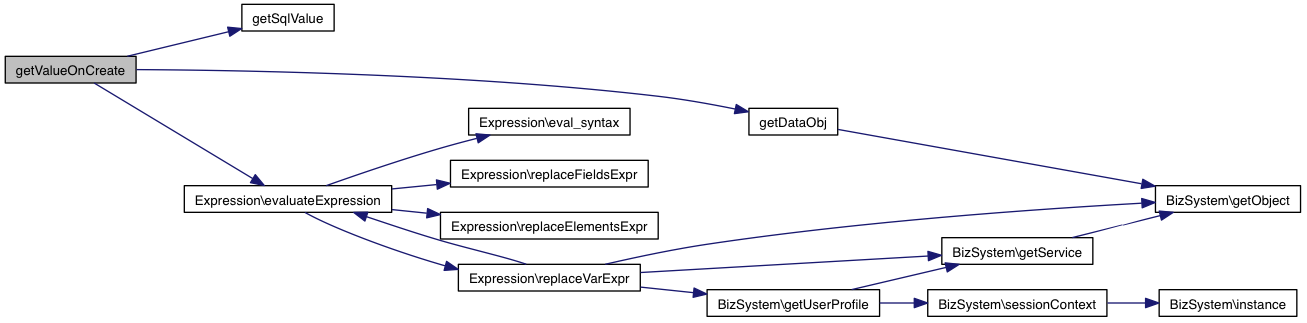 getSqlValue
getValueOnCreate
Expression\eval_syntax
getDataObj
Expression\replaceFieldsExpr
Expression\evaluateExpression
BizSystem\getObject
Expression\replaceElementsExpr
BizSystem\getService
Expression\replaceVarExpr
BizSystem\getUserProfile
BizSystem\sessionContext
BizSystem\instance